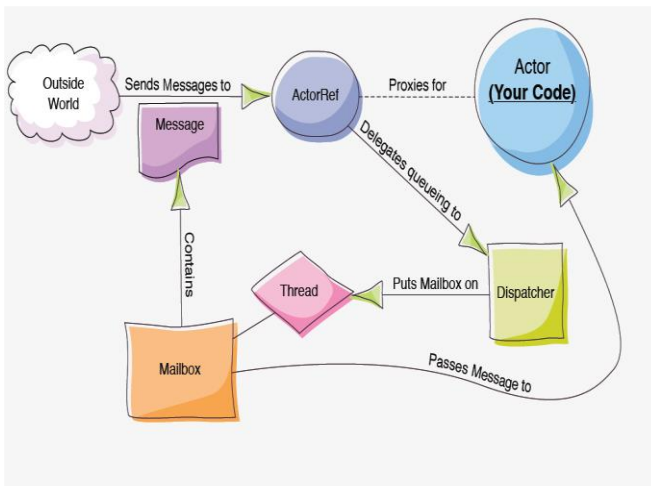 Outside
World
Sends Messages to
ActorRef
Proxies for
Actor
(Your Code)
Message
Delegates queueing to
Contains
Thread
Puts Mailbox on
Dispatcher
Mailbox
Passes Message to